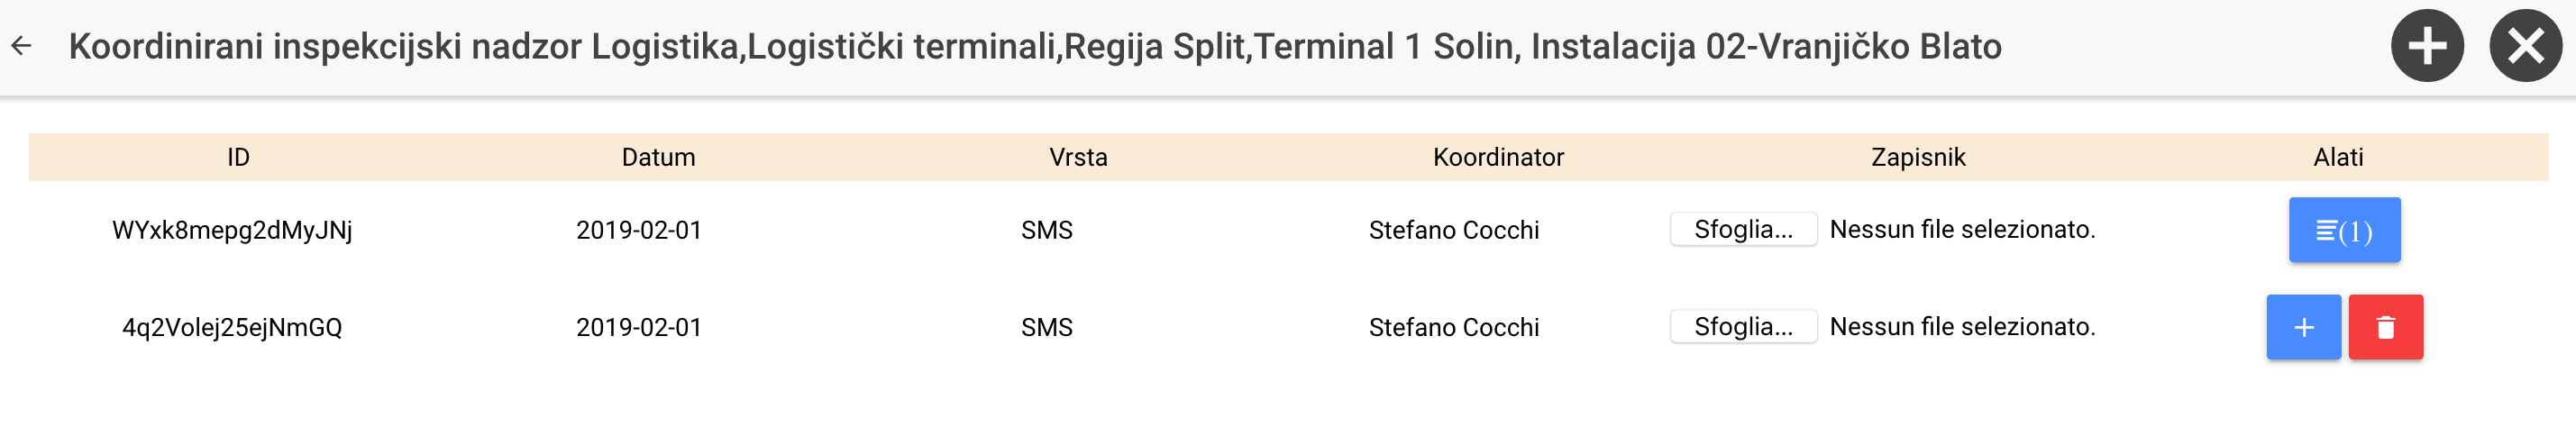 Koordinirani inspekcijski nadzor Logistika,Logistički terminali,Regija Split,Terminal 1 Solin, Instalacija 02-Vranjičko Blato
ID Datum Vrsta Koordinator Zapisnik Alati
WYxk8mepg2dMyJNj 2019-02-01 SMS Stefano Cocchi Sfoglia... Nessun file selezionato. (1)
4q2Volej25ejNmGQ 2019-02-01 SMS Stefano Cocchi Sfoglia... Nessun file selezionato.